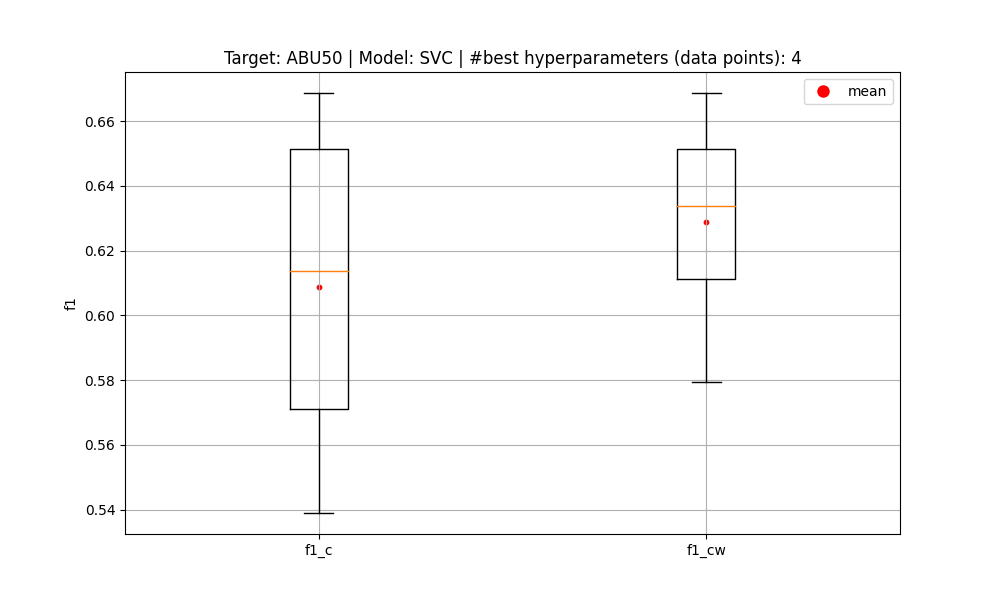 Target: ABU50 | Model: SVC | #best hyperparameters (data points): 4
mean
f1
0.66
0.64
0.62
0.60
0.58
0.56
0.54
f1_c
f1_cw